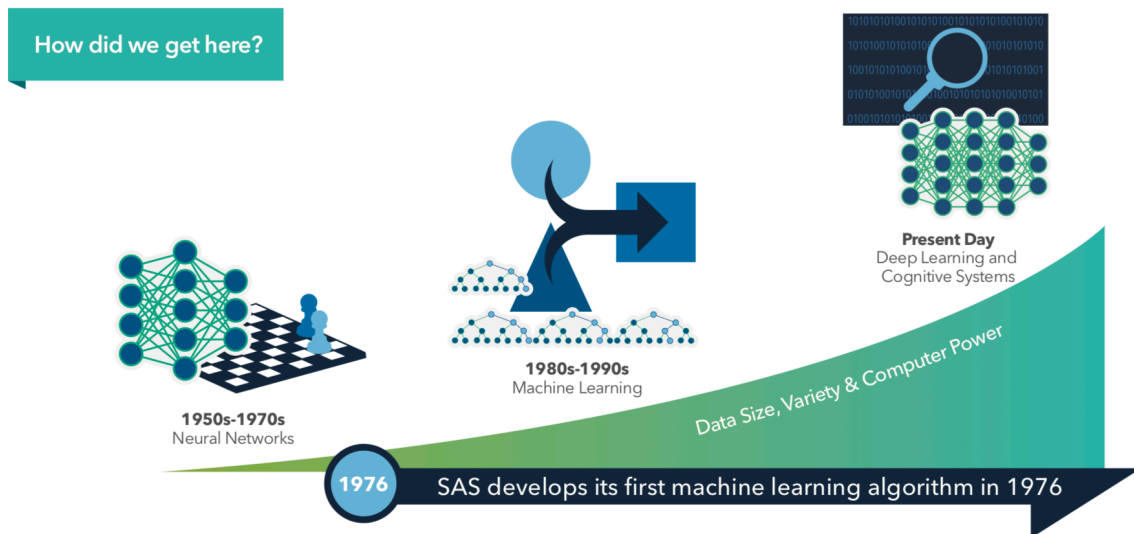 How did we get here?
1950s-1970s
Neural Networks
1980s-1990s
Machine Learning
Present Day
Deep Learning and
Cognitive Systems
Data Size, Variety & Computer Power
1976
SAS develops its first machine learning algorithm in 1976